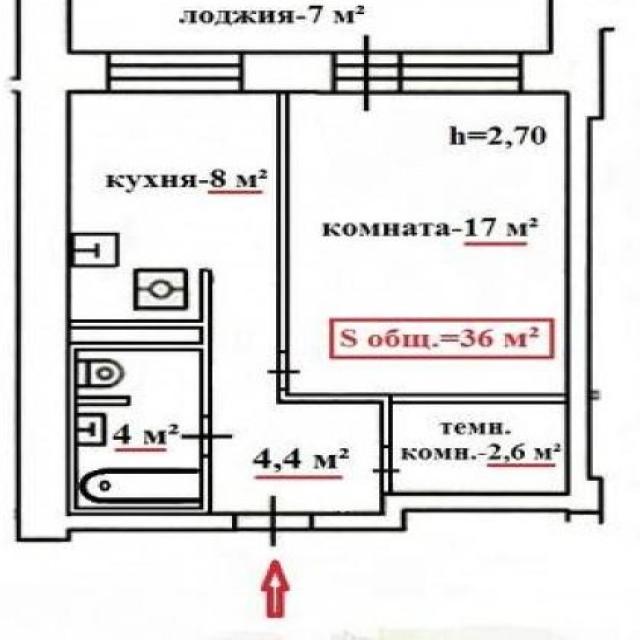 лоджия-7 м²
h=2,70
кухня-8 м²
комната-17 м²
S общ.=36 м²
4 м²
4,4 м²
темн.
комн.-2,6 м²